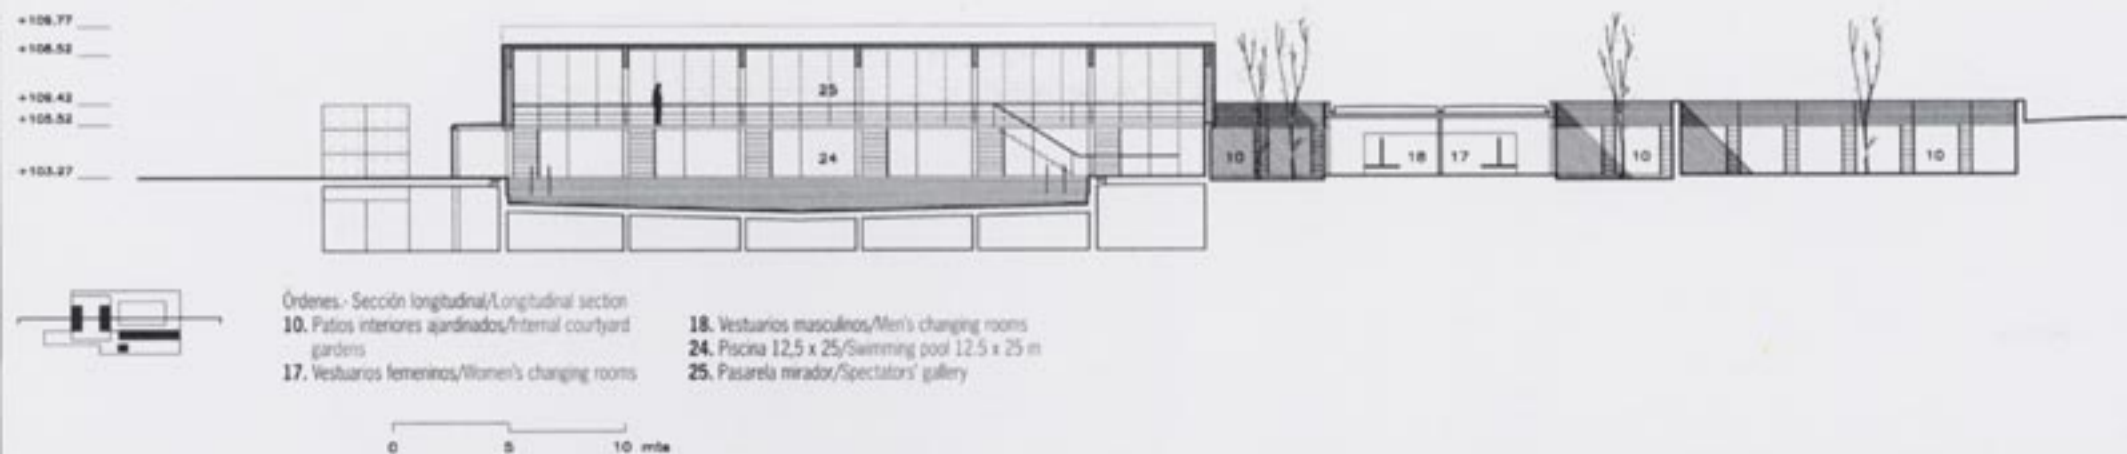 +109.77
+108.52
+106.42
+105.52
+103.27
25
24
10
18
17
10
10
Órdenes.- Sección longitudinal/Longitudinal section
10. Patios interiores ajardinados/Internal courtyard
gardens
17. Vestuarios femeninos/Women's changing rooms
18. Vestuarios masculinos/Men's changing rooms
24. Piscina 12,5 x 25/Swimming pool 12.5 x 25 m
25. Pasarela mirador/Spectators' gallery
0 5 10 mts